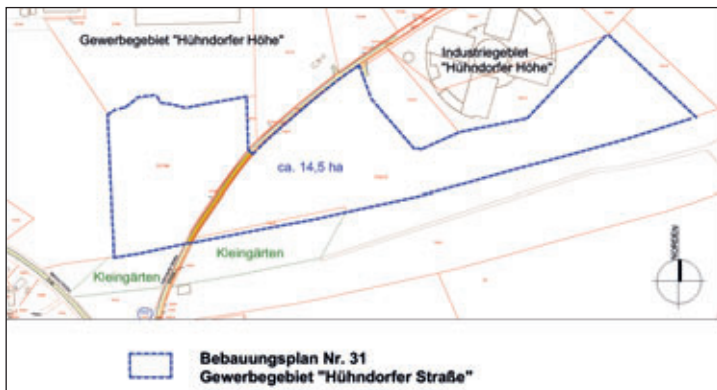 Gewerbegebiet "Hühndorfer Höhe"
Industriegebiet
"Hühndorfer Höhe"
ca. 14,5 ha
Kleingärten
Kleingärten
NORDEN
Bebauungsplan Nr. 31
Gewerbegebiet "Hühndorfer Straße"